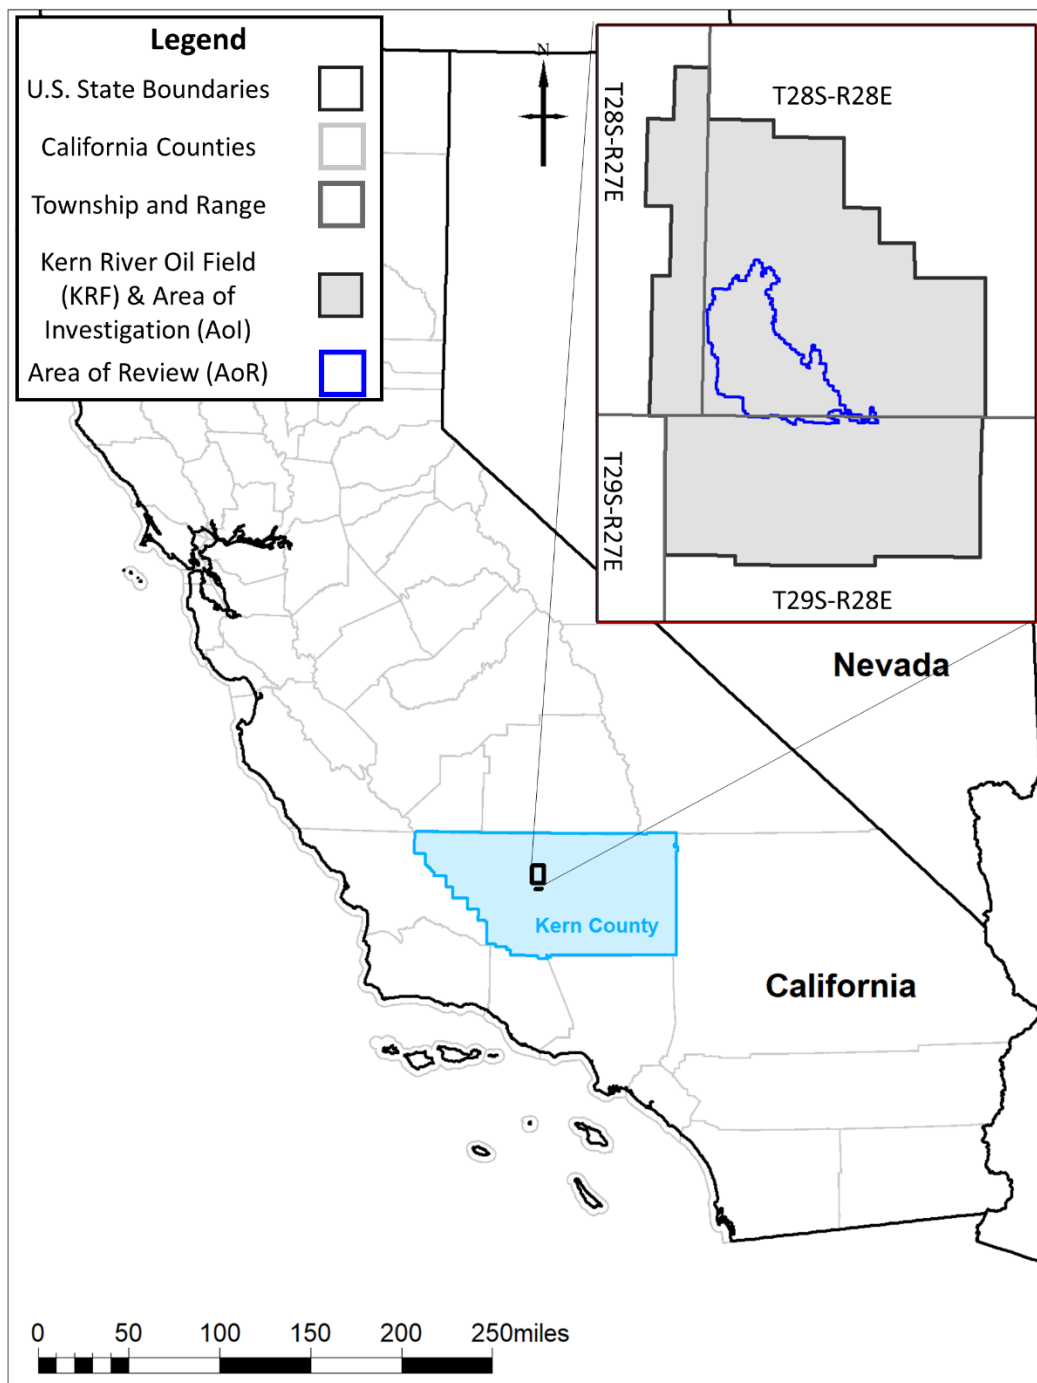 Legend
U.S. State Boundaries
California Counties
Township and Range
Kern River Oil Field
(KRF) & Area of
Investigation (AoI)
Area of Review (AoR)
N
T28S-R27E
T28S-R28E
T29S-R27E
T29S-R28E
Nevada
Kern County
California
0 50 100 150 200 250miles